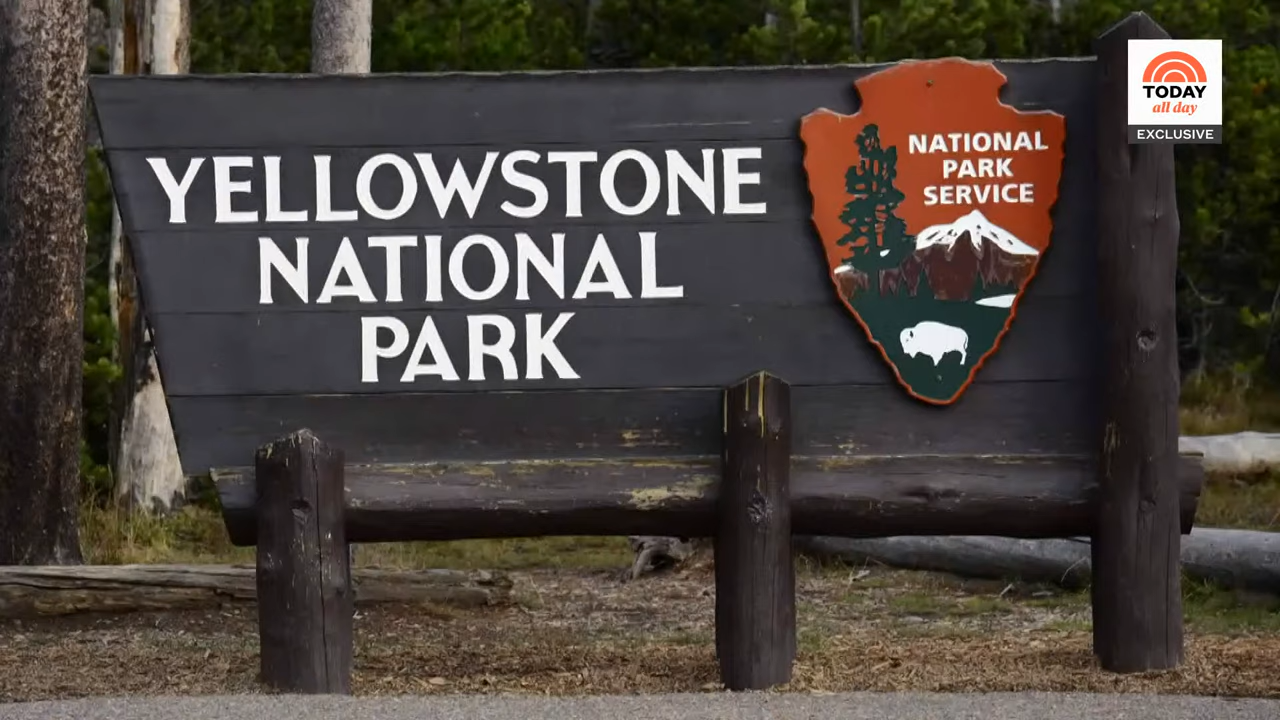 YELLOWSTONE
NATIONAL
PARK
NATIONAL
PARK
SERVICE
TODAY
all day
EXCLUSIVE